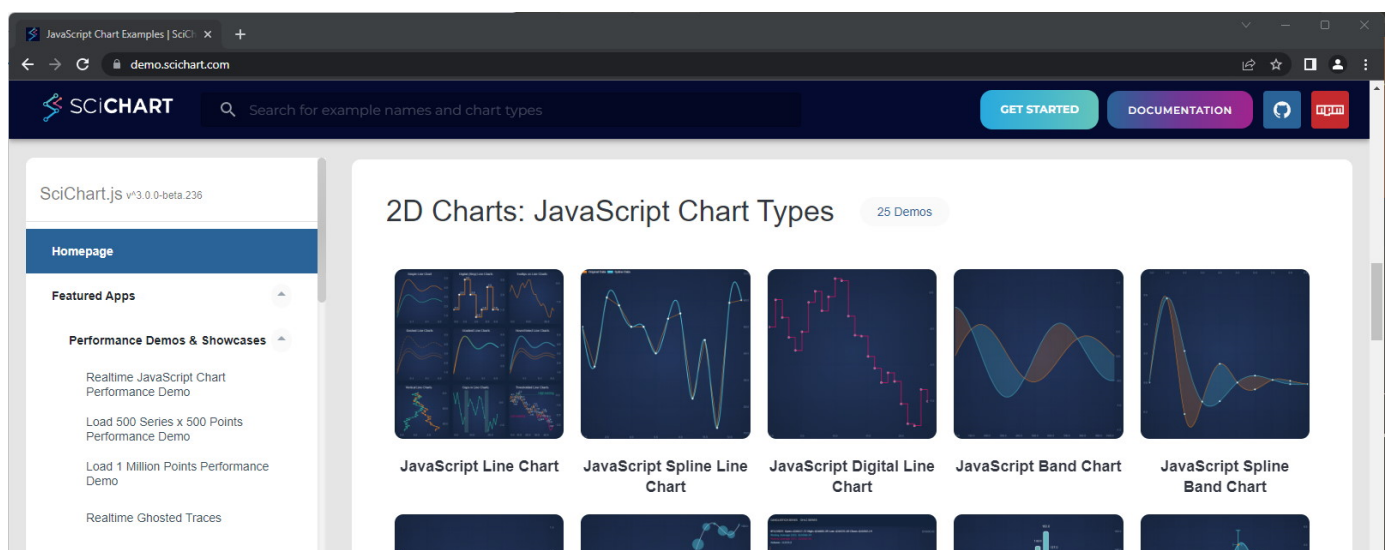 JavaScript Chart Examples | SciCh
demo.scichart.com
SCICHART
Search for example names and chart types
GET STARTED
DOCUMENTATION
npm
SciChart.js v^3.0.0-beta.236
Homepage
Featured Apps
Performance Demos & Showcases
Realtime JavaScript Chart
Performance Demo
Load 500 Series x 500 Points
Performance Demo
Load 1 Million Points Performance
Demo
Realtime Ghosted Traces
2D Charts: JavaScript Chart Types
25 Demos
JavaScript Line Chart
JavaScript Spline Line
Chart
JavaScript Digital Line
Chart
JavaScript Band Chart
JavaScript Spline
Band Chart